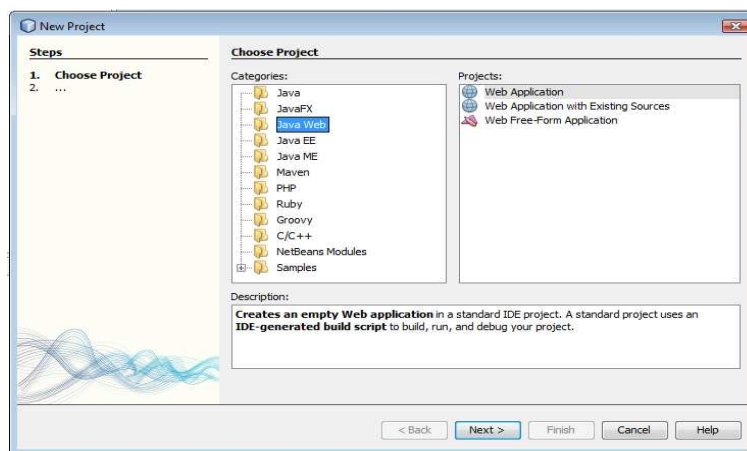 New Project
Steps
1. Choose Project
2. ...
Choose Project
Categories:
Java
JavaFX
Java Web
Java EE
Java ME
Maven
PHP
Ruby
Groovy
C/C++
NetBeans Modules
Samples
Projects:
Web Application
Web Application with Existing Sources
Web Free-Form Application
Description:
Creates an empty Web application in a standard IDE project. A standard project uses an
IDE-generated build script to build, run, and debug your project.
< Back
Next >
Finish
Cancel
Help